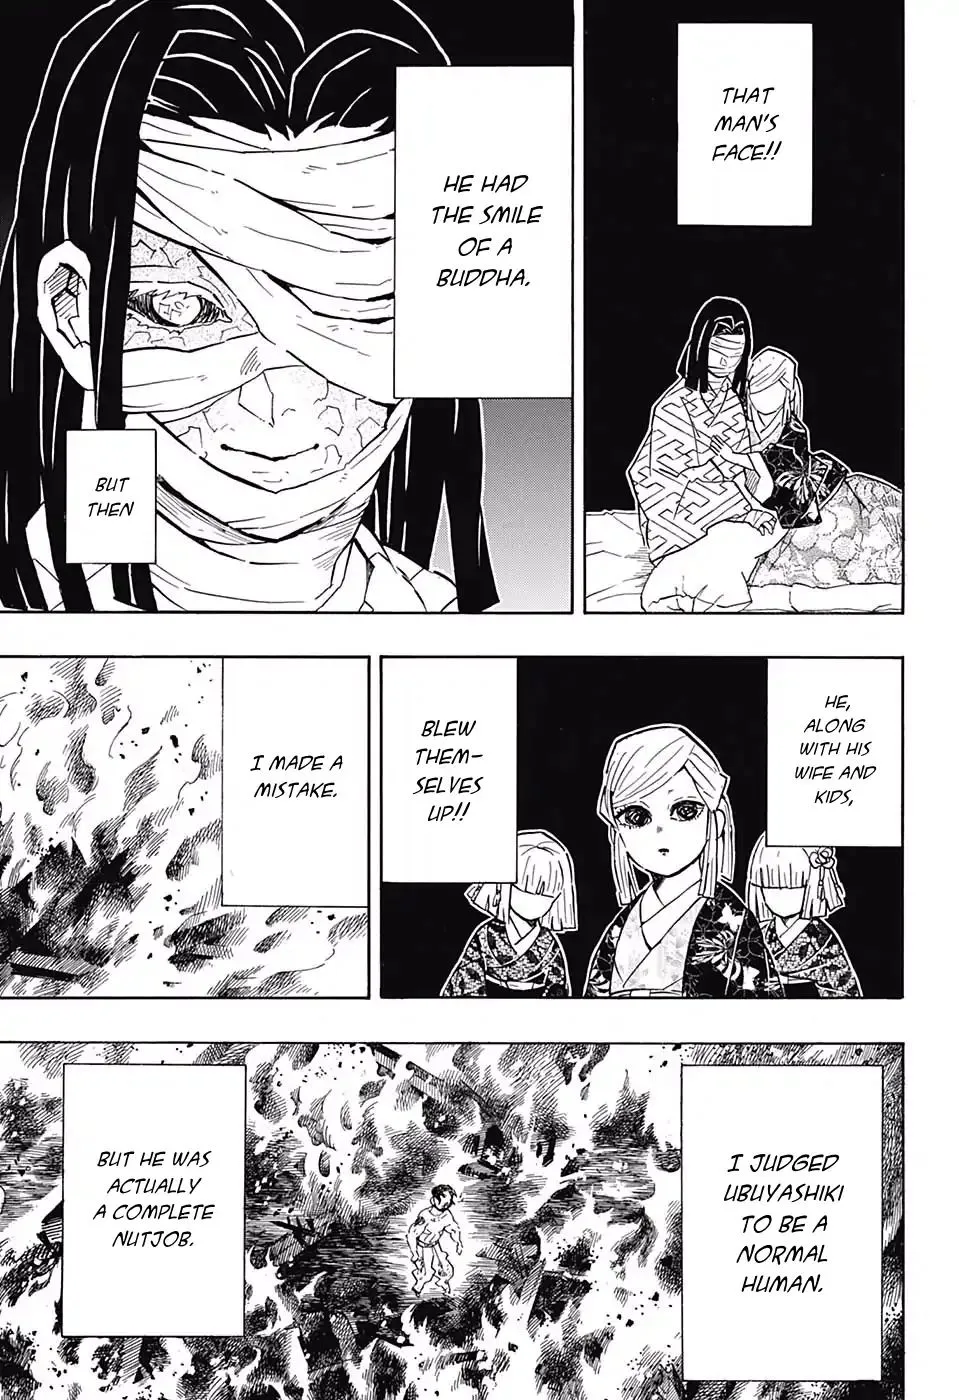 THAT
MAN'S
FACE!!
HE HAD
THE SMILE
OF A
BUDDHA.
BUT
THEN
HE,
ALONG
WITH HIS
WIFE AND
KIDS,
BLEW
THEM-
SELVES
UP!!
I MADE A
MISTAKE.
I JUDGED
UBUYASHIKI
TO BE A
NORMAL
HUMAN.
BUT HE WAS
ACTUALLY
A COMPLETE
NUTJOB.